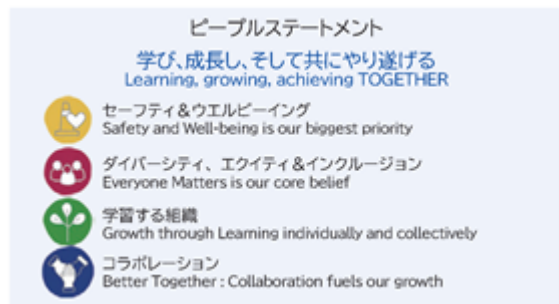 ピープルステートメント
学び、成長し、そして共にやり遂げる
Learning, growing, achieving TOGETHER
セーフティ＆ウエルビーイング
Safety and Well-being is our biggest priority
ダイバーシティ、エクイティ＆インクルージョン
Everyone Matters is our core belief
学習する組織
Growth through Learning individually and collectively
コラボレーション
Better Together : Collaboration fuels our growth